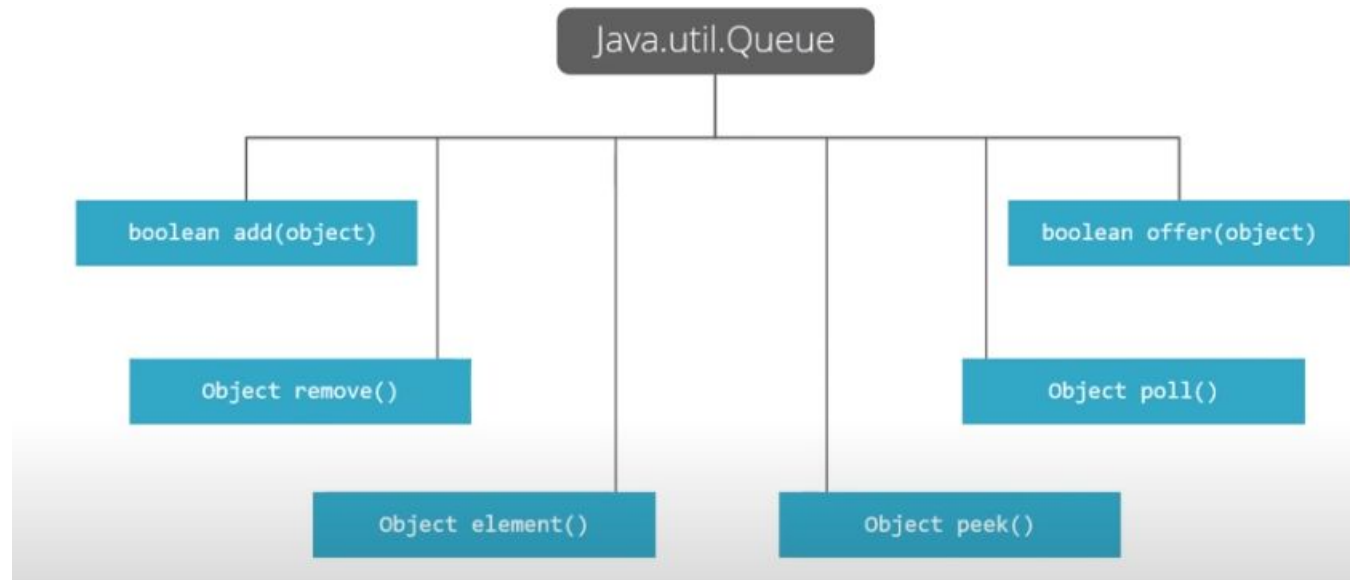 Java.util.Queue
boolean add(object)
boolean offer(object)
Object remove()
Object poll()
Object element()
Object peek()